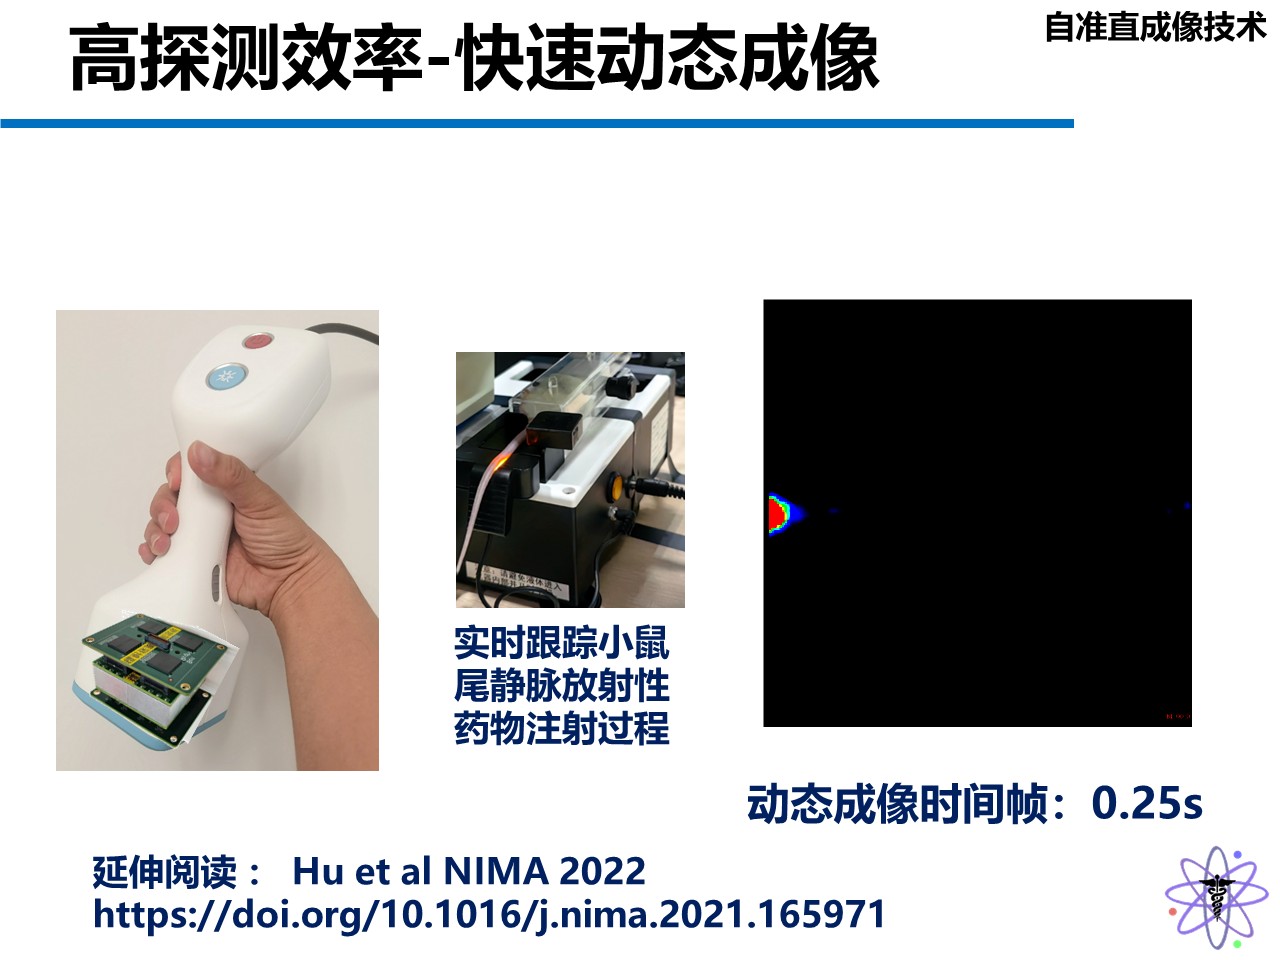 高探测效率-快速动态成像
自准直成像技术
实时跟踪小鼠
尾静脉放射性
药物注射过程
动态成像时间帧：0.25s
延伸阅读： Hu et al NIMA 2022
https://doi.org/10.1016/j.nima.2021.165971